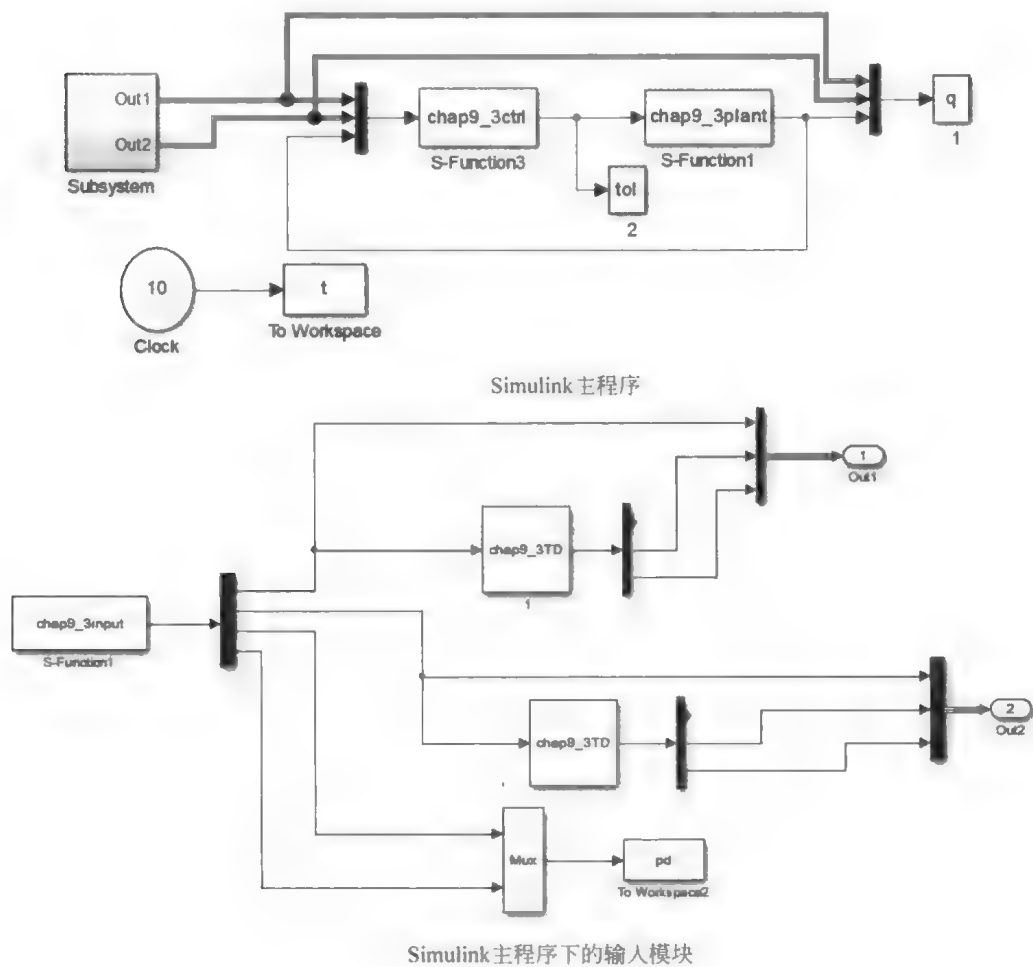 Out1
Out2
Subsystem
chap9_3ctrl
S-Function3
chap9_3plant
S-Function1
tol
2
q
1
10
Clock
t
To Workspace
Simulink主程序
chap9_3input
S-Function1
chap9_3TD
1
1
Out1
chap9_3TD
2
Out2
Mux
pd
To Workspace2
Simulink主程序下的输入模块